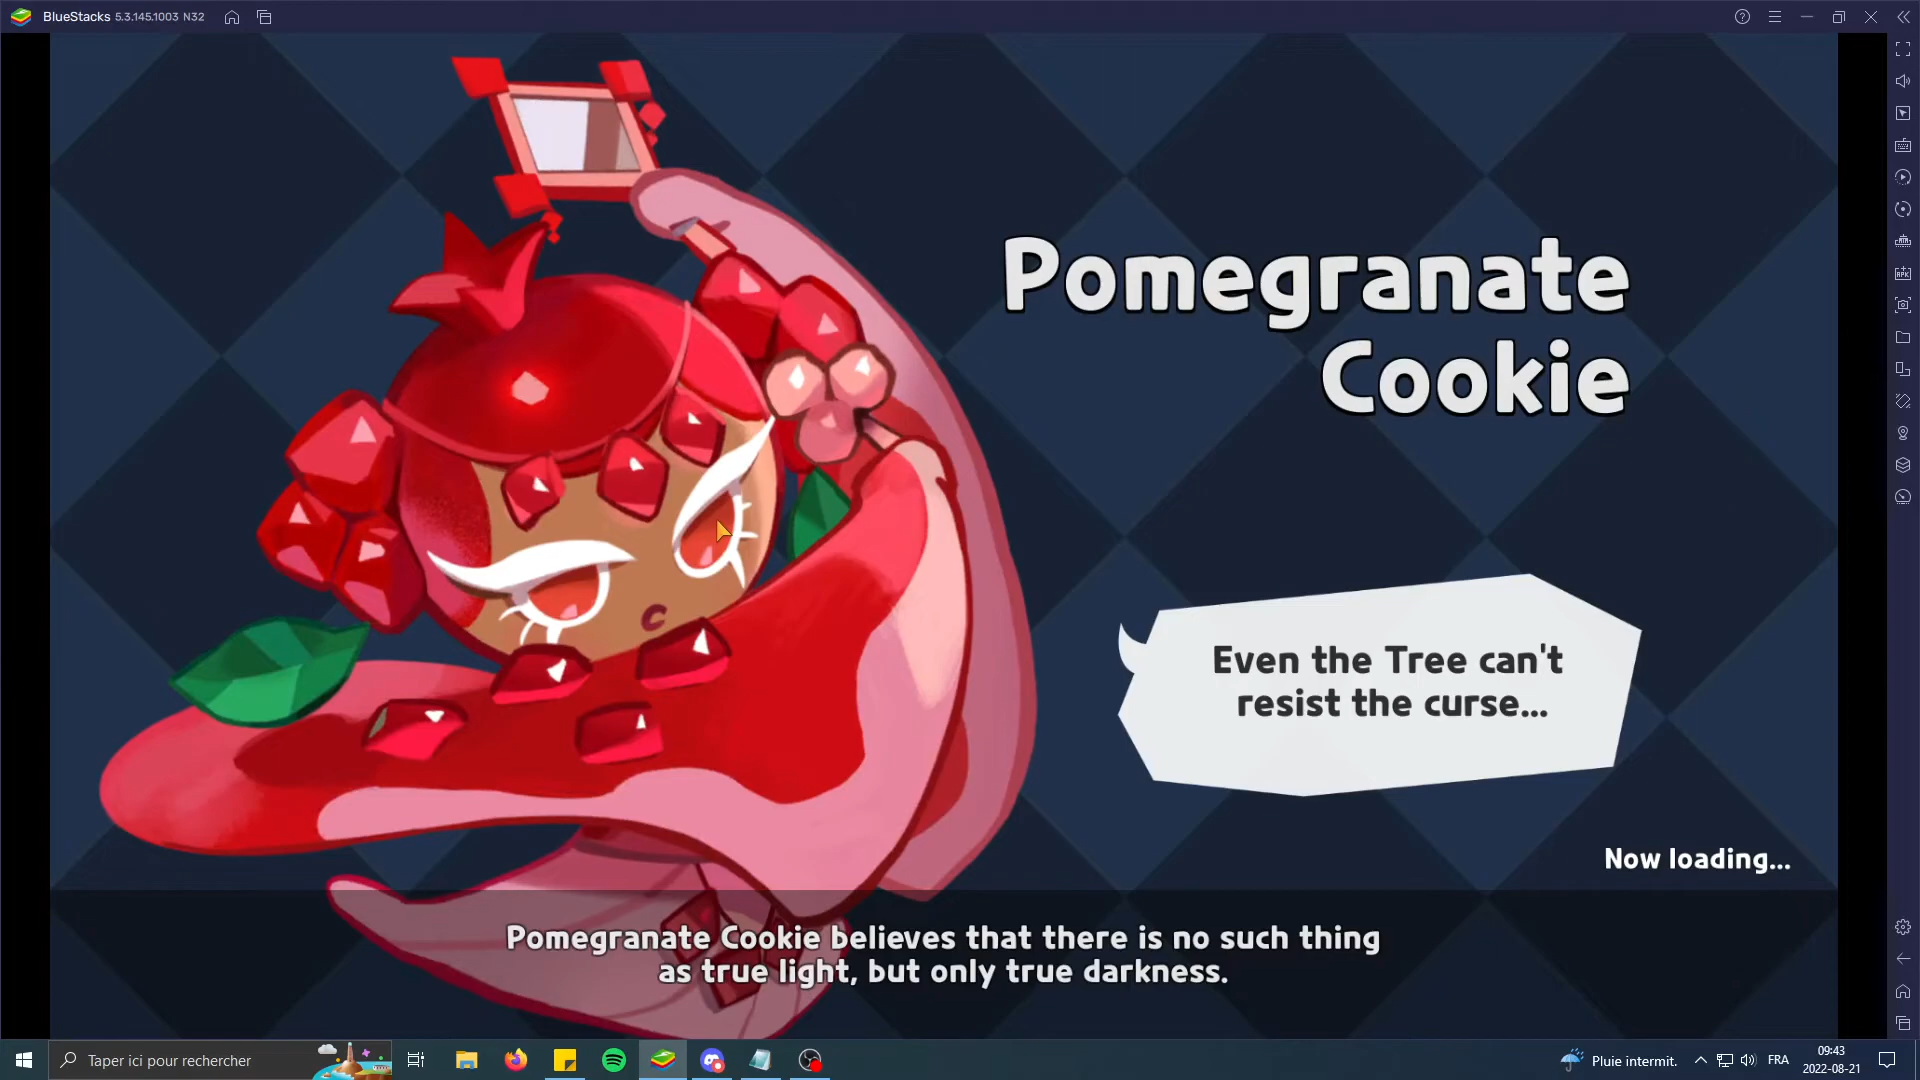 BlueStacks 5.3.145.1003 N32
Pomegranate
Cookie
Even the Tree can't
resist the curse...
Now loading...
Pomegranate Cookie believes that there is no such thing
as true light, but only true darkness.
Taper ici pour rechercher
Pluie intermit.
FRA
09:43
2022-08-21